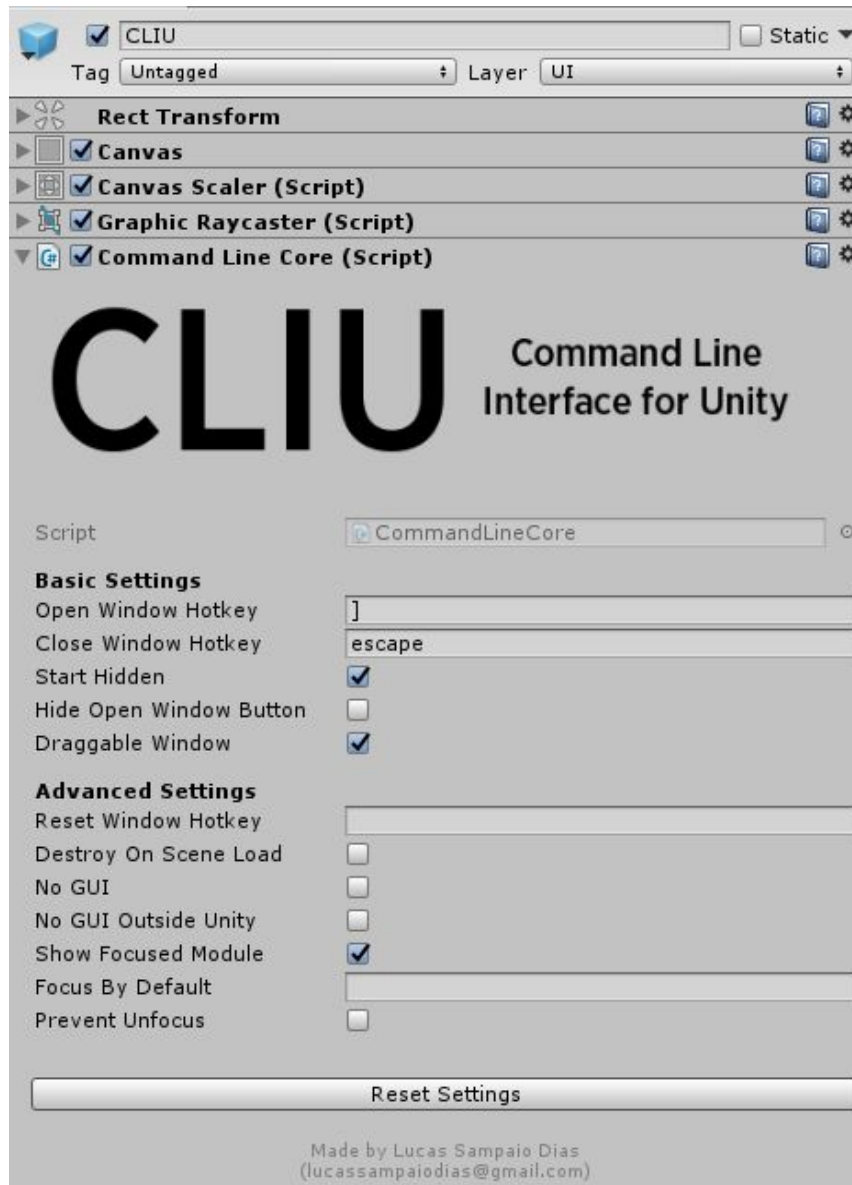 CLIU Static
Tag Untagged Layer UI
Rect Transform
Canvas
Canvas Scaler (Script)
Graphic Raycaster (Script)
Command Line Core (Script)
CLIU
Command Line
Interface for Unity
Script CommandLineCore
Basic Settings
Open Window Hotkey ]
Close Window Hotkey escape
Start Hidden
Hide Open Window Button
Draggable Window
Advanced Settings
Reset Window Hotkey
Destroy On Scene Load
No GUI
No GUI Outside Unity
Show Focused Module
Focus By Default
Prevent Unfocus
Reset Settings
Made by Lucas Sampaio Dias
(lucassampaiodias@gmail.com)